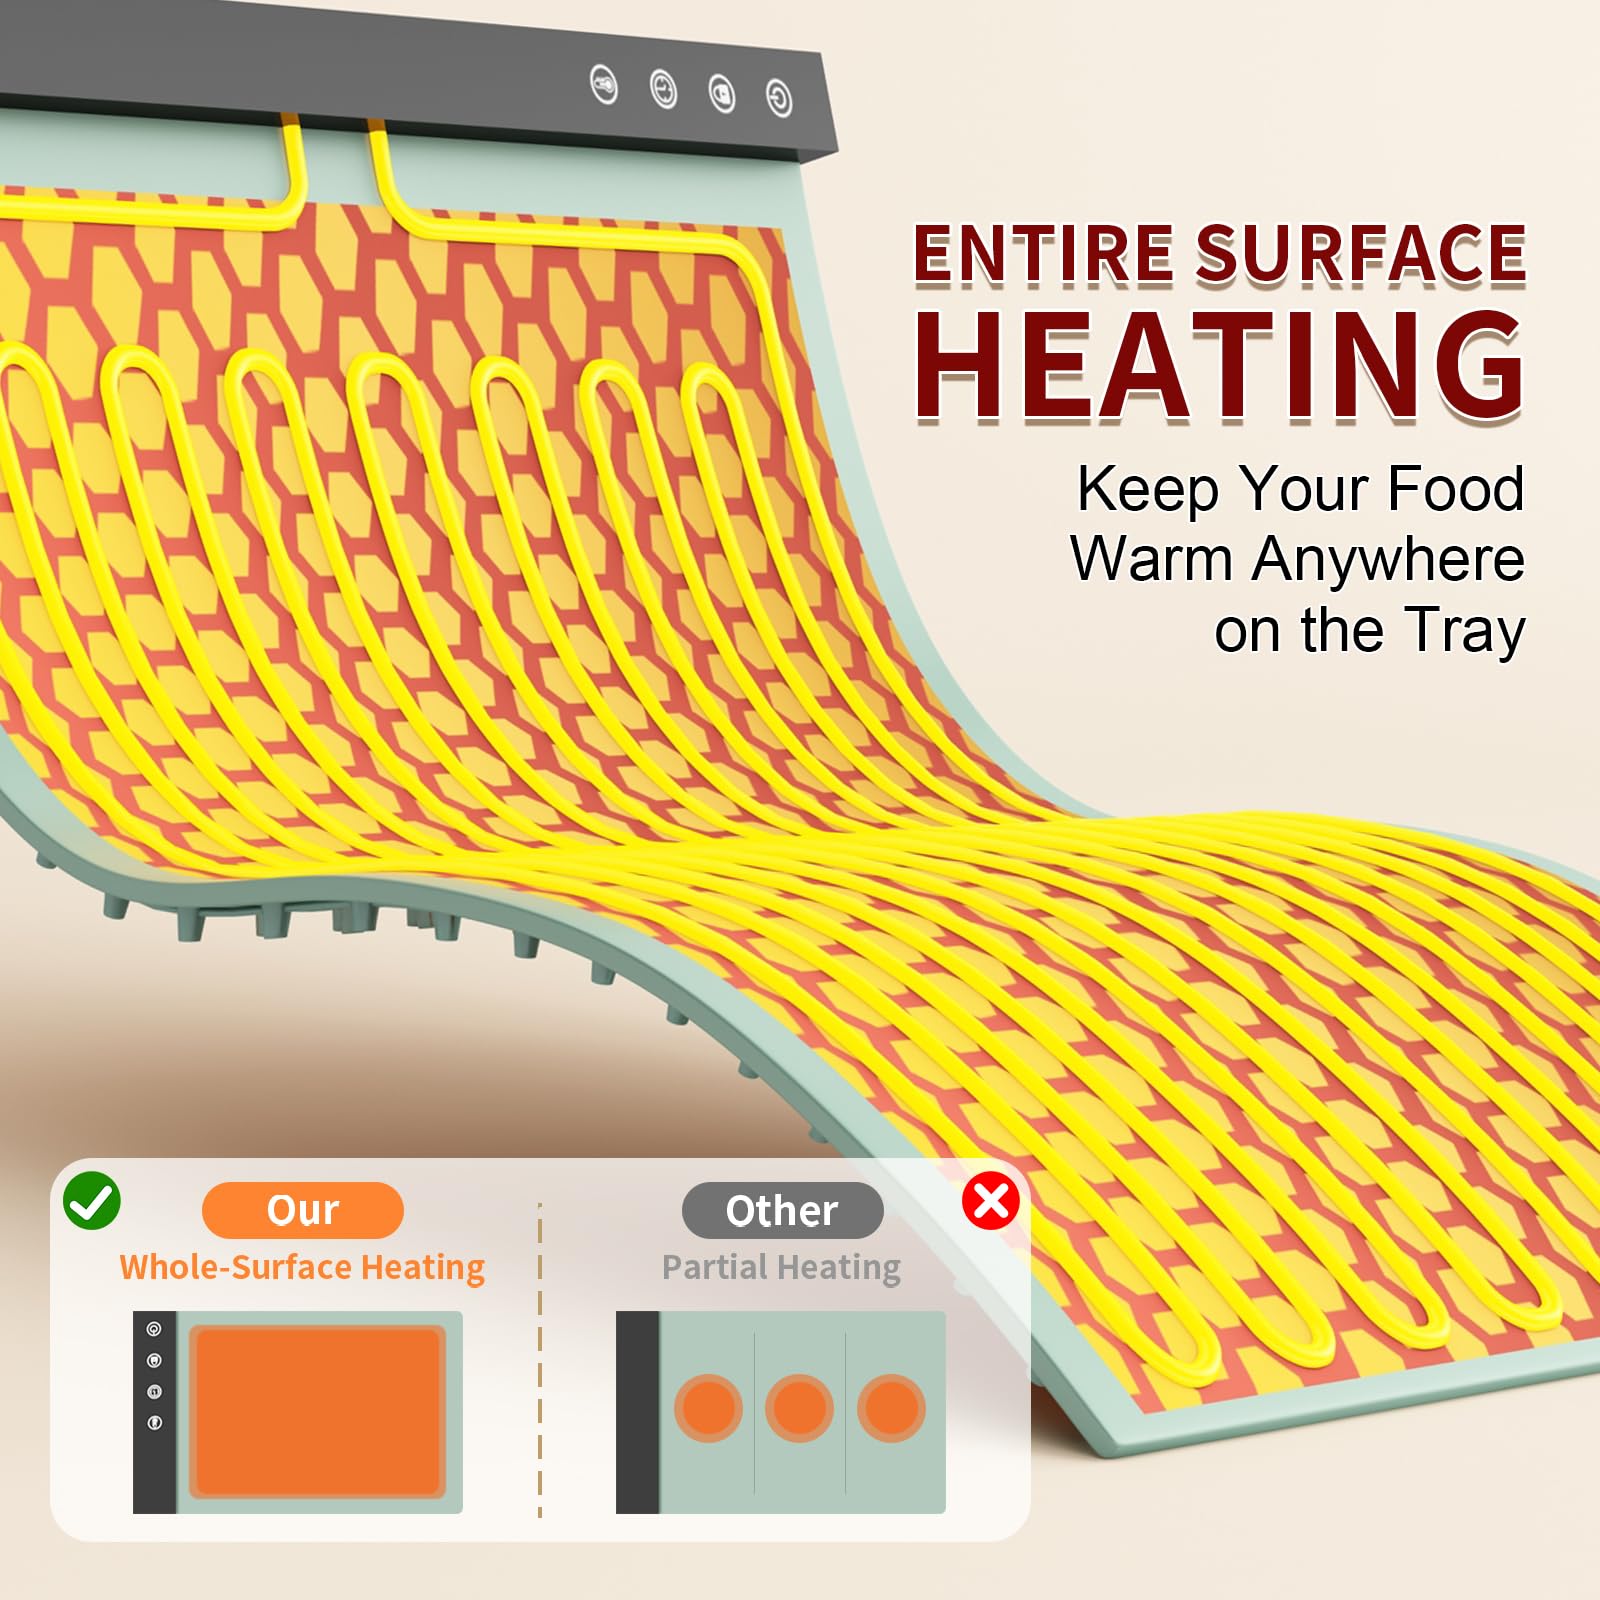 ENTIRE SURFACE
HEATING
Keep Your Food
Warm Anywhere
on the Tray
Our
Whole-Surface Heating
Other
Partial Heating